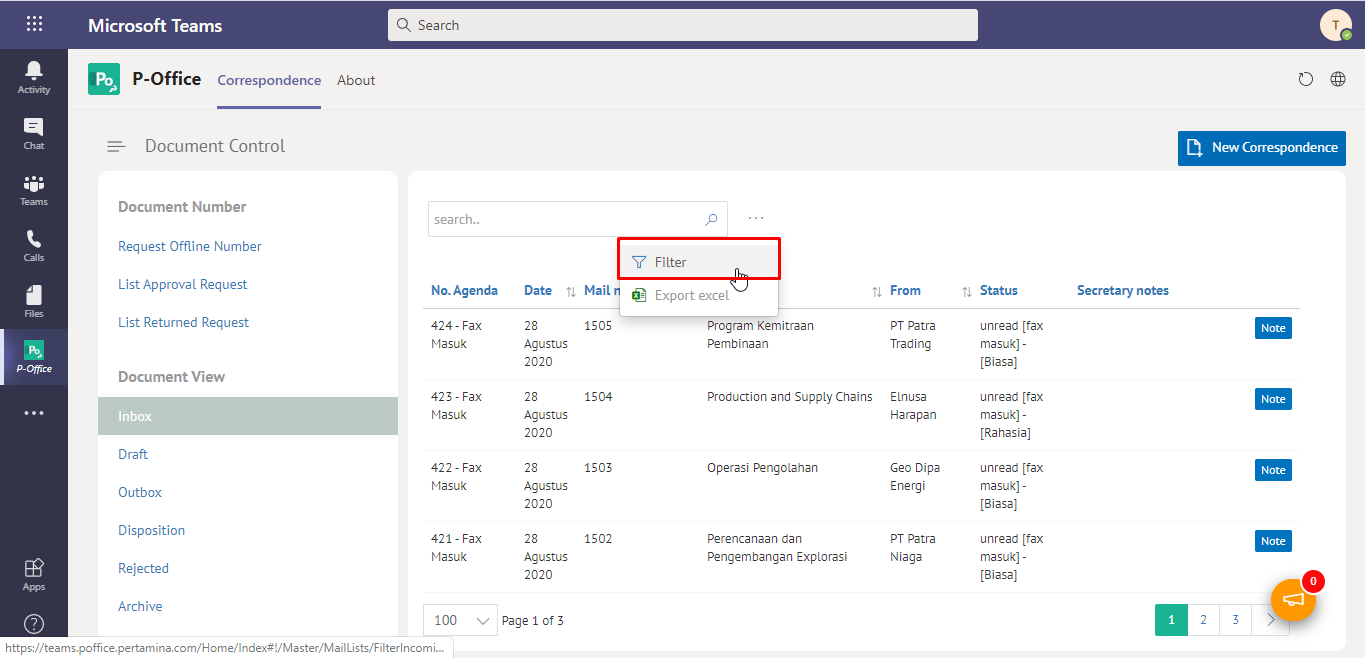 Microsoft Teams
Search
T
Activity
Chat
Teams
Calls
Files
Po
P-Office
Apps
Po
P-Office
Correspondence
About
Document Control
New Correspondence
Document Number
Request Offline Number
List Approval Request
List Returned Request
Document View
Inbox
Draft
Outbox
Disposition
Rejected
Archive
search..
Filter
Export excel
No. Agenda Date Mail From Status Secretary notes
424 - Fax 28 1505 Program Kemitraan PT Patra unread [fax Note
Masuk Agustus Pembinaan Trading masuk] -
2020 [Biasa]
423 - Fax 28 1504 Production and Supply Chains Elnusa unread [fax Note
Masuk Agustus Harapan masuk] -
2020 [Rahasia]
422 - Fax 28 1503 Operasi Pengolahan Geo Dipa unread [fax Note
Masuk Agustus Energi masuk] -
2020 [Biasa]
421 - Fax 28 1502 Perencanaan dan PT Patra unread [fax Note
Masuk Agustus Pengembangan Explorasi Niaga masuk] -
2020 [Biasa]
0
100 Page 1 of 3 1 2 3
https://teams.poffice.pertamina.com/Home/Index#!/Master/MailLists/FilterIncomi...